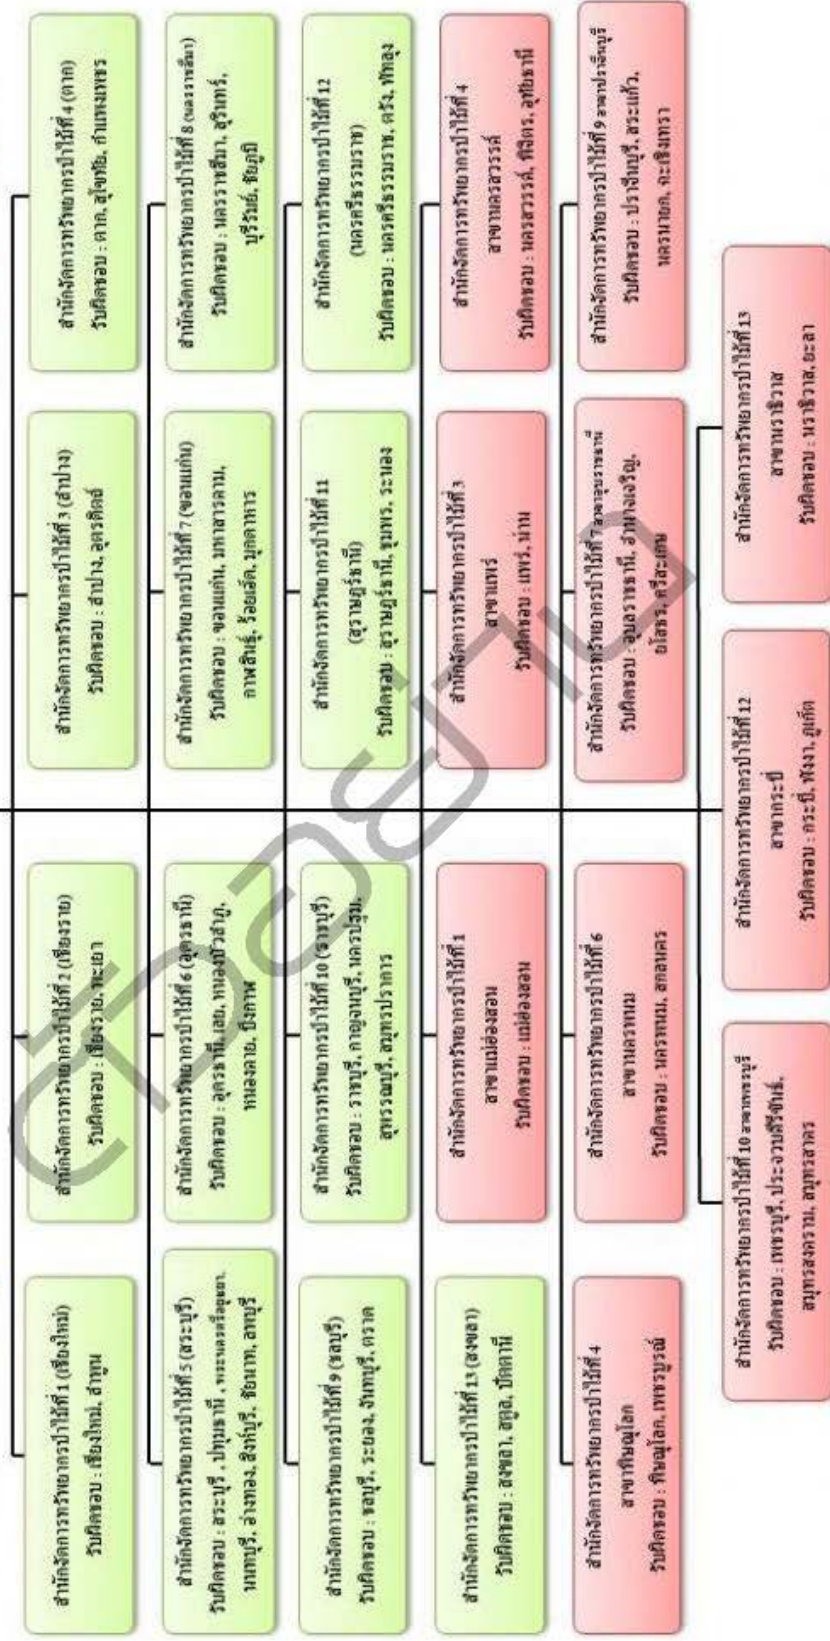 สำนักจัดการทรัพยากรป่าไม้ที่ 1 (เชียงใหม่)
รับผิดชอบ : เชียงใหม่, ลำพูน
สำนักจัดการทรัพยากรป่าไม้ที่ 2 (เชียงราย)
รับผิดชอบ : เชียงราย, พะเยา
สำนักจัดการทรัพยากรป่าไม้ที่ 3 (ลำปาง)
รับผิดชอบ : ลำปาง, อุตรดิตถ์
สำนักจัดการทรัพยากรป่าไม้ที่ 4 (ตาก)
รับผิดชอบ : ตาก, สุโขทัย, กำแพงเพชร
สำนักจัดการทรัพยากรป่าไม้ที่ 5 (สระบุรี)
รับผิดชอบ : สระบุรี , ปทุมธานี , พระนครศรีอยุธยา,
นนทบุรี, อ่างทอง, สิงห์บุรี, ชัยนาท, ลพบุรี
สำนักจัดการทรัพยากรป่าไม้ที่ 6 (อุดรธานี)
รับผิดชอบ : อุดรธานี, เลย, หนองบัวลำภู,
หนองคาย, บึงกาฬ
สำนักจัดการทรัพยากรป่าไม้ที่ 7 (ขอนแก่น)
รับผิดชอบ : ขอนแก่น, มหาสารคาม,
กาฬสินธุ์, ร้อยเอ็ด, มุกดาหาร
สำนักจัดการทรัพยากรป่าไม้ที่ 8 (นครราชสีมา)
รับผิดชอบ : นครราชสีมา, สุรินทร์,
บุรีรัมย์, ชัยภูมิ
สำนักจัดการทรัพยากรป่าไม้ที่ 9 (ชลบุรี)
รับผิดชอบ : ชลบุรี, ระยอง, จันทบุรี, ตราด
สำนักจัดการทรัพยากรป่าไม้ที่ 10 (ราชบุรี)
รับผิดชอบ : ราชบุรี, กาญจนบุรี, นครปฐม,
สุพรรณบุรี, สมุทรปราการ
สำนักจัดการทรัพยากรป่าไม้ที่ 11
(สุราษฎร์ธานี)
รับผิดชอบ : สุราษฎร์ธานี, ชุมพร, ระนอง
สำนักจัดการทรัพยากรป่าไม้ที่ 12
(นครศรีธรรมราช)
รับผิดชอบ : นครศรีธรรมราช, ตรัง, พัทลุง
สำนักจัดการทรัพยากรป่าไม้ที่ 13 (สงขลา)
รับผิดชอบ : สงขลา, สตูล, ปัตตานี
สำนักจัดการทรัพยากรป่าไม้ที่ 1
สาขาแม่ฮ่องสอน
รับผิดชอบ : แม่ฮ่องสอน
สำนักจัดการทรัพยากรป่าไม้ที่ 3
สาขาแพร่
รับผิดชอบ : แพร่, น่าน
สำนักจัดการทรัพยากรป่าไม้ที่ 4
สาขานครสวรรค์
รับผิดชอบ : นครสวรรค์, พิจิตร, อุทัยธานี
สำนักจัดการทรัพยากรป่าไม้ที่ 4
สาขาพิษณุโลก
รับผิดชอบ : พิษณุโลก, เพชรบูรณ์
สำนักจัดการทรัพยากรป่าไม้ที่ 6
สาขานครพนม
รับผิดชอบ : นครพนม, สกลนคร
สำนักจัดการทรัพยากรป่าไม้ที่ 7 สาขาอุบลราชธานี
รับผิดชอบ : อุบลราชธานี, อำนาจเจริญ,
ยโสธร, ศรีสะเกษ
สำนักจัดการทรัพยากรป่าไม้ที่ 9 สาขาปราจีนบุรี
รับผิดชอบ : ปราจีนบุรี, สระแก้ว,
นครนายก, ฉะเชิงเทรา
สำนักจัดการทรัพยากรป่าไม้ที่ 10 สาขาเพชรบุรี
รับผิดชอบ : เพชรบุรี, ประจวบคีรีขันธ์,
สมุทรสงคราม, สมุทรสาคร
สำนักจัดการทรัพยากรป่าไม้ที่ 12
สาขากระบี่
รับผิดชอบ : กระบี่, พังงา, ภูเก็ต
สำนักจัดการทรัพยากรป่าไม้ที่ 13
สาขานราธิวาส
รับผิดชอบ : นราธิวาส, ยะลา
ตัวอย่าง